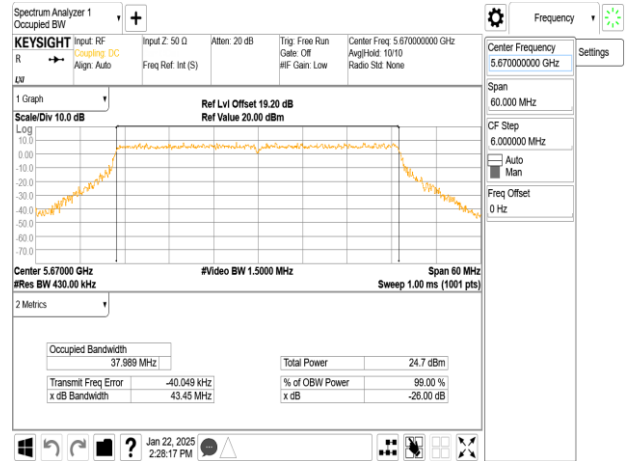 Spectrum Analyzer 1
Occupied BW
Frequency
KEYSIGHT Input: RF Input Z: 50 Ω Atten: 20 dB Trig: Free Run Center Freq: 5.670000000 GHz
R Coupling: DC Gate: Off Avg|Hold: 10/10
Align: Auto Freq Ref: Int (S) #IF Gain: Low Radio Std: None
LXI
Center Frequency
5.670000000 GHz
Settings
Span
60.000 MHz
CF Step
6.000000 MHz
Auto
Man
Freq Offset
0 Hz
1 Graph
Ref Lvl Offset 19.20 dB
Scale/Div 10.0 dB Ref Value 20.00 dBm
Log
10.0
0.00
-10.0
-20.0
-30.0
-40.0
-50.0
-60.0
-70.0
Center 5.67000 GHz #Video BW 1.5000 MHz Span 60 MHz
#Res BW 430.00 kHz Sweep 1.00 ms (1001 pts)
2 Metrics
Occupied Bandwidth
37.989 MHz
Total Power 24.7 dBm
Transmit Freq Error -40.049 kHz % of OBW Power 99.00 %
x dB Bandwidth 43.45 MHz x dB -26.00 dB
Jan 22, 2025
2:28:17 PM